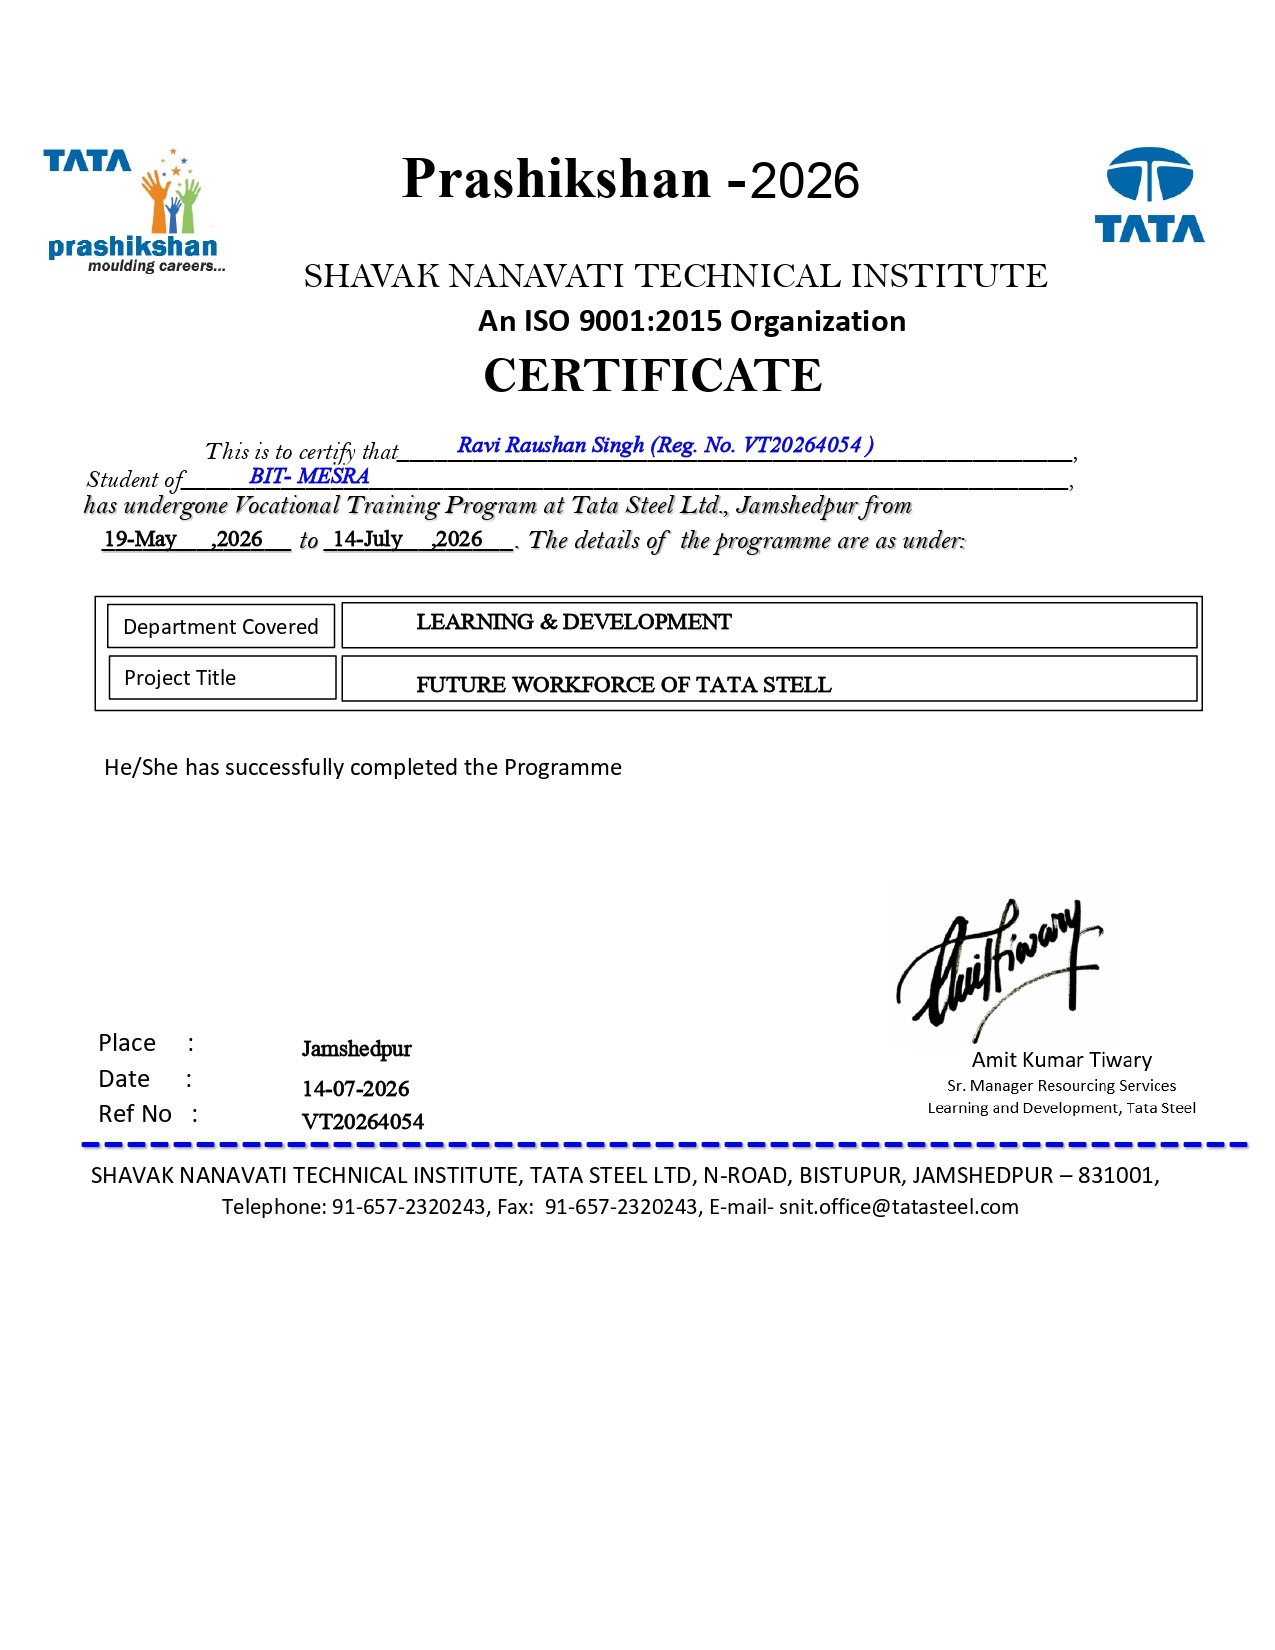 TATA
prashikshan
moulding careers...
Prashikshan -2026
TATA
SHAVAK NANAVATI TECHNICAL INSTITUTE
An ISO 9001:2015 Organization
CERTIFICATE
This is to certify that Ravi Raushan Singh (Reg. No. VT20264054 ),
Student of BIT- MESRA,
has undergone Vocational Training Program at Tata Steel Ltd., Jamshedpur from
19-May ,2026 to 14-July ,2026. The details of the programme are as under:
Department Covered LEARNING & DEVELOPMENT
Project Title FUTURE WORKFORCE OF TATA STELL
He/She has successfully completed the Programme
Amit Tiwary
Place : Jamshedpur
Date : 14-07-2026
Ref No : VT20264054
Amit Kumar Tiwary
Sr. Manager Resourcing Services
Learning and Development, Tata Steel
SHAVAK NANAVATI TECHNICAL INSTITUTE, TATA STEEL LTD, N-ROAD, BISTUPUR, JAMSHEDPUR – 831001,
Telephone: 91-657-2320243, Fax: 91-657-2320243, E-mail- snit.office@tatasteel.com